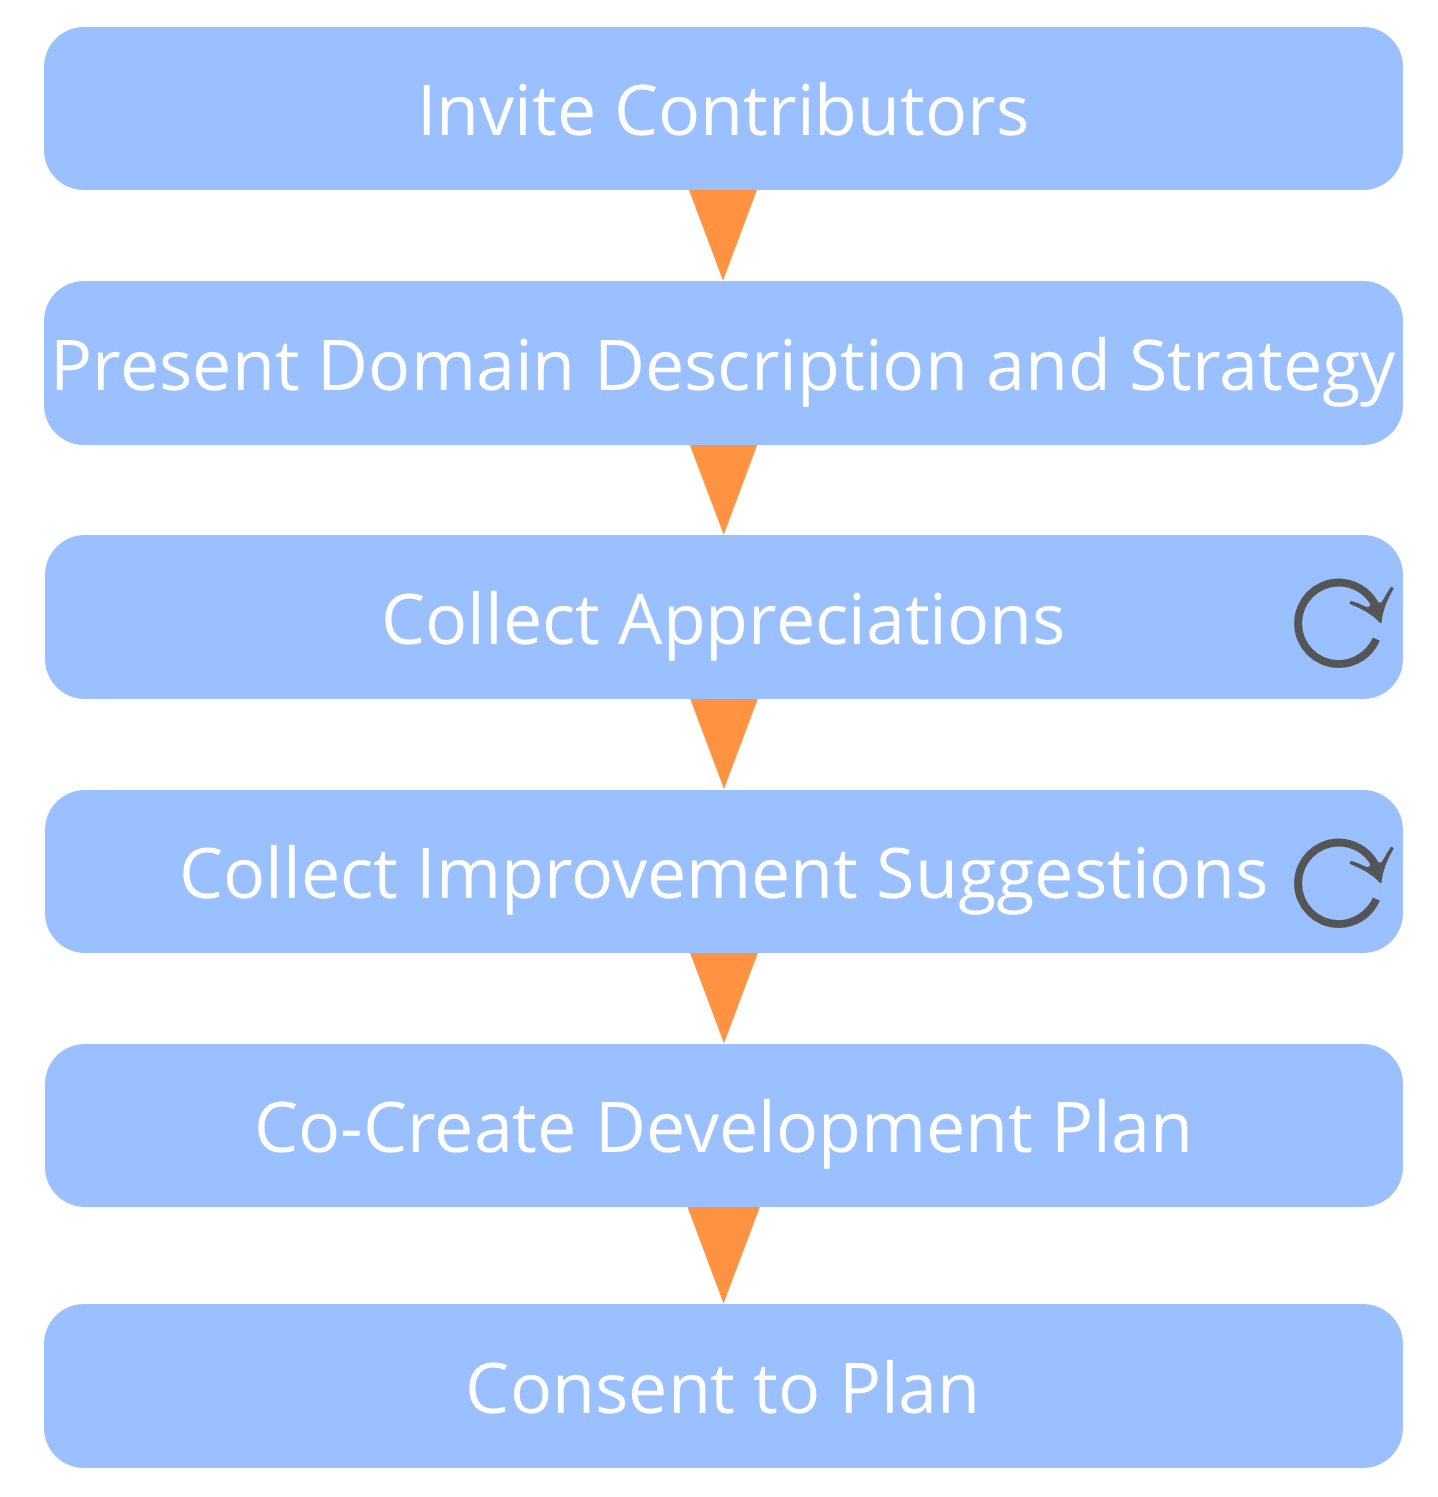 Invite Contributors
Present Domain Description and Strategy
Collect Appreciations
Collect Improvement Suggestions
Co-Create Development Plan
Consent to Plan